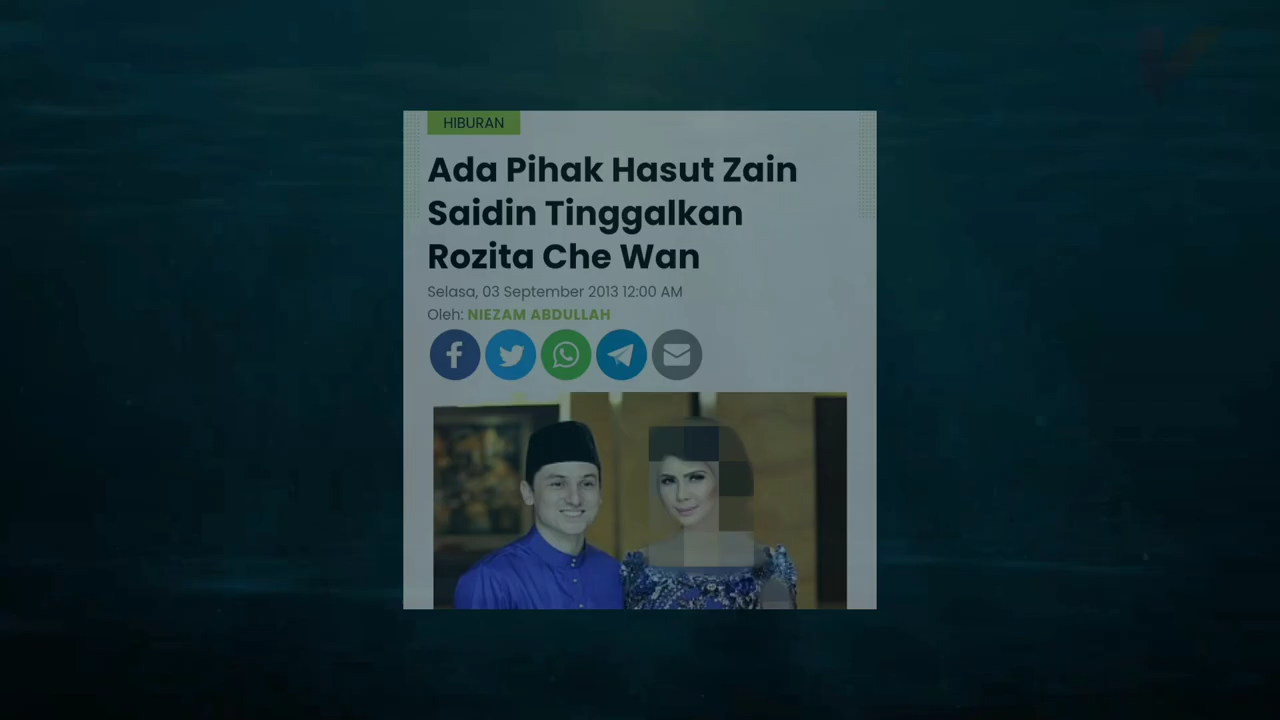 HIBURAN
Ada Pihak Hasut Zain
Saidin Tinggalkan
Rozita Che Wan
Selasa, 03 September 2013 12:00 AM
Oleh: NIEZAM ABDULLAH